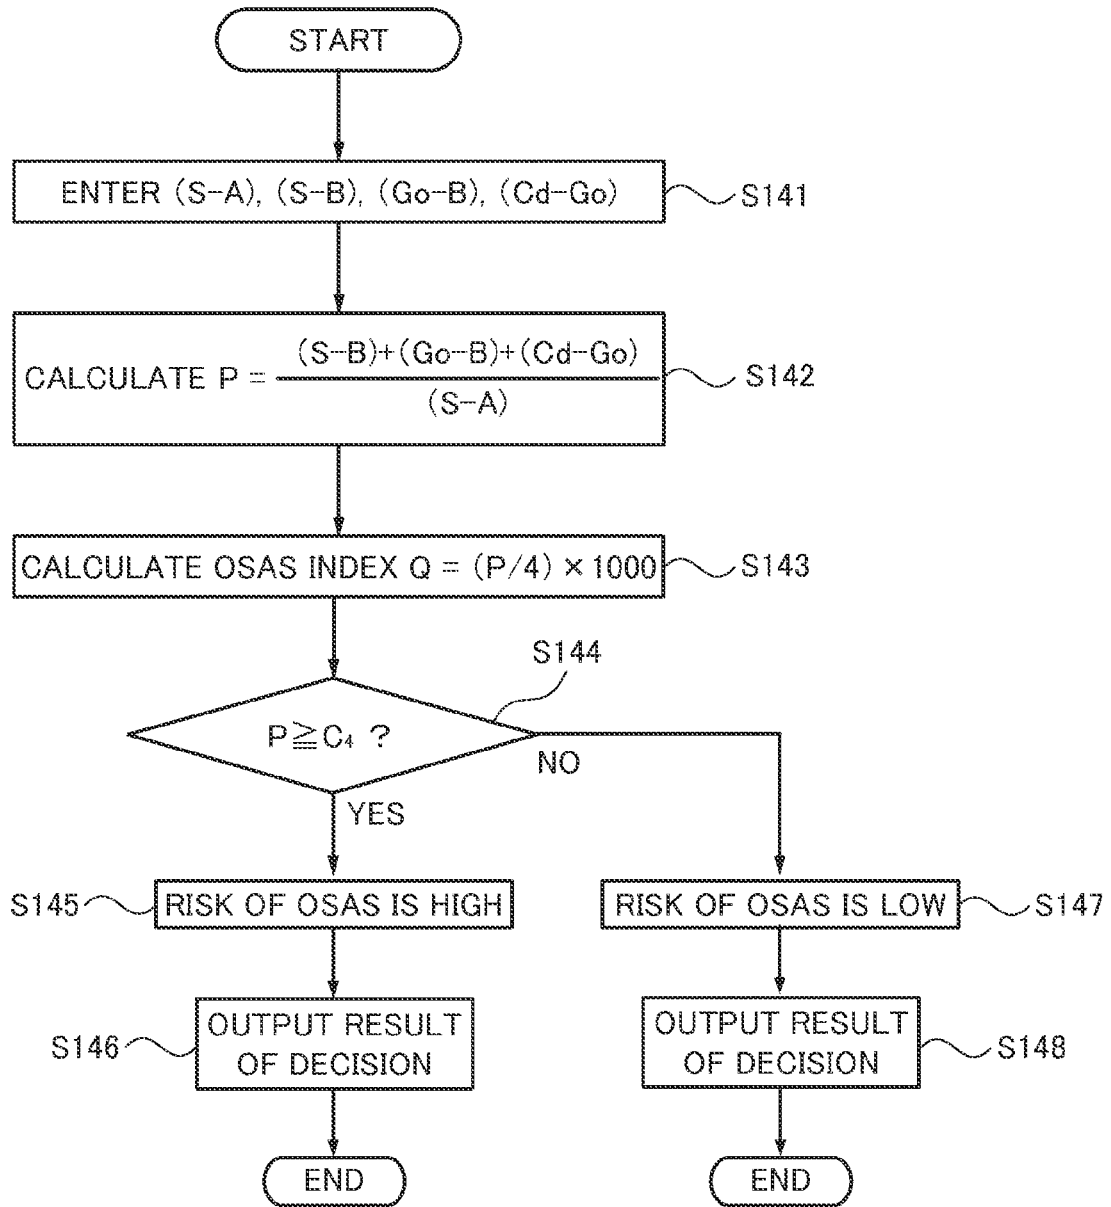 START
ENTER (S-A), (S-B), (Go-B), (Cd-Go)
S141
CALCULATE P =
(S-B)+(Go-B)+(Cd-Go)
(S-A)
S142
CALCULATE OSAS INDEX Q = (P/4) × 1000
S143
S144
P≧C₄ ?
NO
YES
S145
RISK OF OSAS IS HIGH
RISK OF OSAS IS LOW
S147
S146
OUTPUT RESULT
OF DECISION
OUTPUT RESULT
OF DECISION
S148
END
END